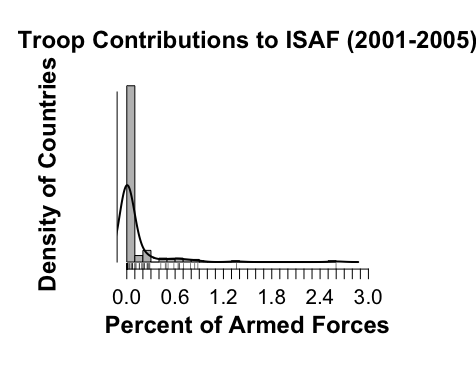 Troop Contributions to ISAF (2001-2005)
Density of Countries
0.0 0.6 1.2 1.8 2.4 3.0
Percent of Armed Forces